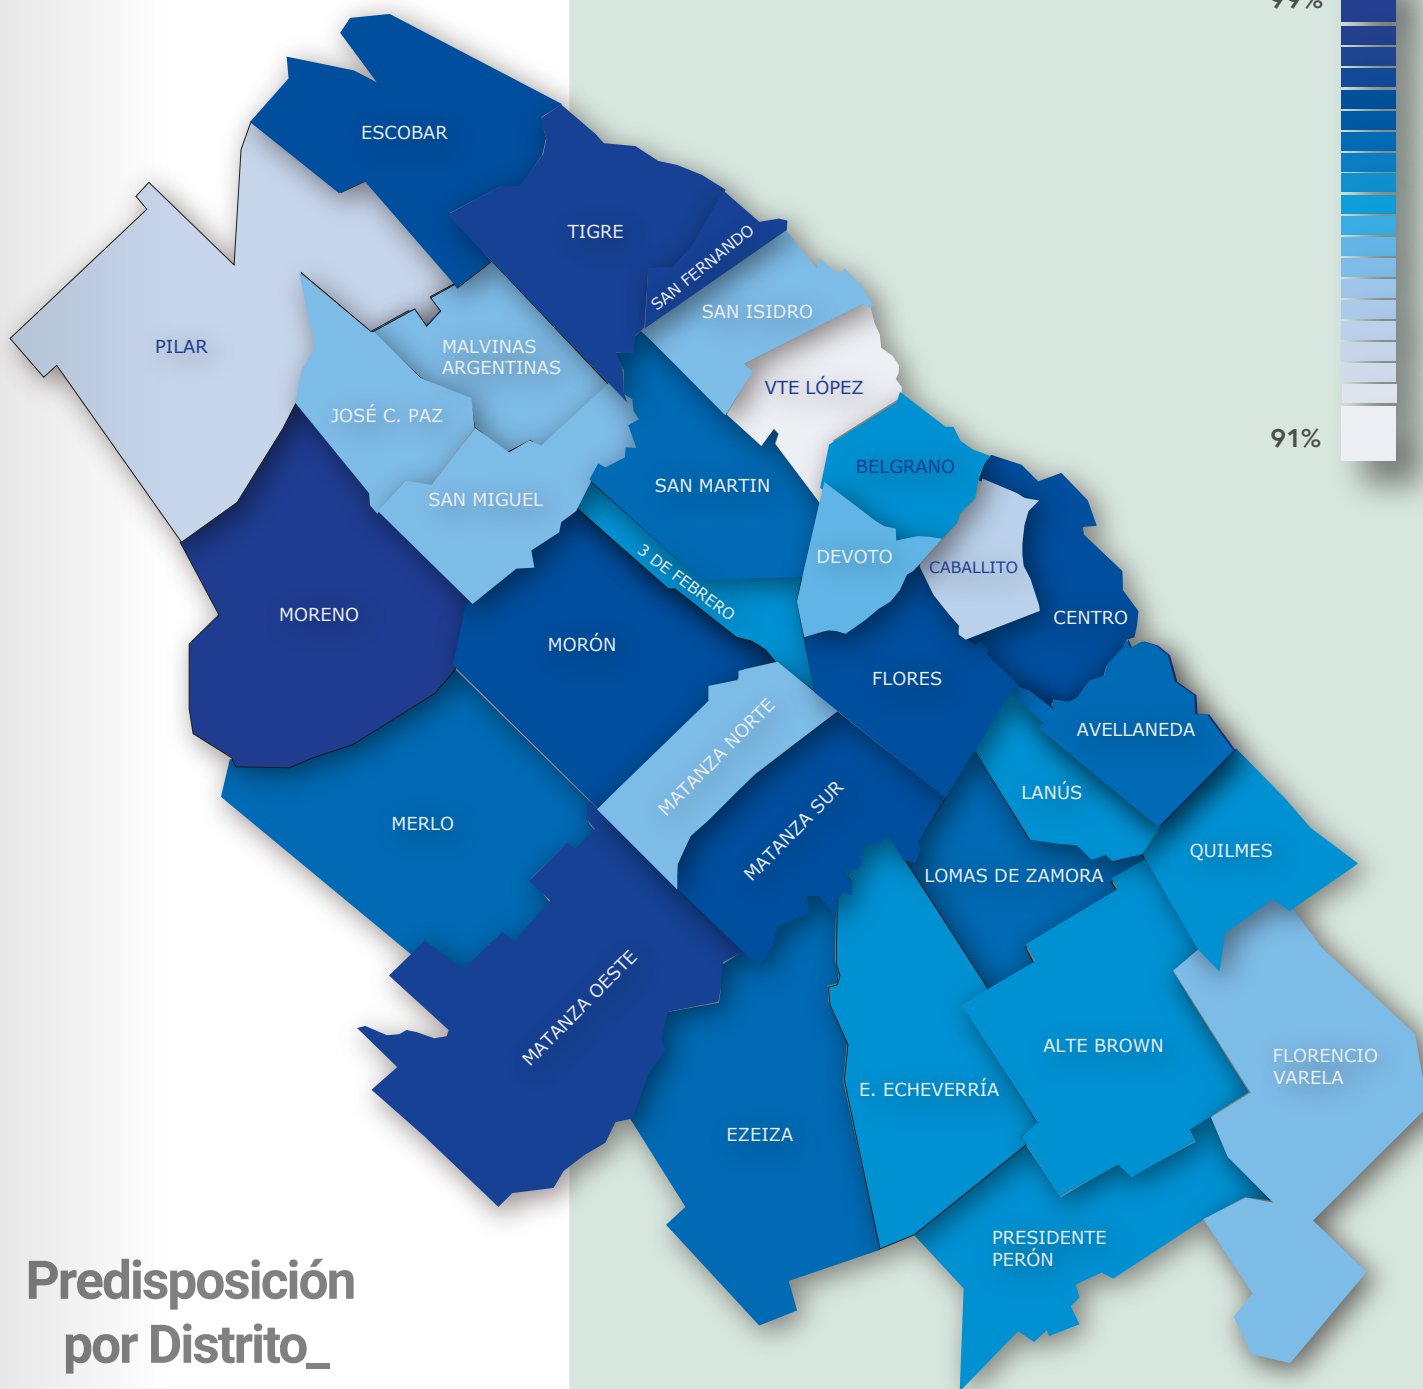 99%
ESCOBAR
TIGRE
SAN FERNANDO
SAN ISIDRO
PILAR
MALVINAS
ARGENTINAS
VTE LÓPEZ
JOSÉ C. PAZ
91%
BELGRANO
SAN MARTIN
SAN MIGUEL
DEVOTO
CABALLITO
3 DE FEBRERO
MORENO
CENTRO
MORÓN
FLORES
AVELLANEDA
MATANZA NORTE
LANÚS
MERLO
MATANZA SUR
QUILMES
LOMAS DE ZAMORA
MATANZA OESTE
ALTE BROWN
FLORENCIO
VARELA
E. ECHEVERRÍA
EZEIZA
PRESIDENTE
PERÓN
Predisposición
por Distrito_